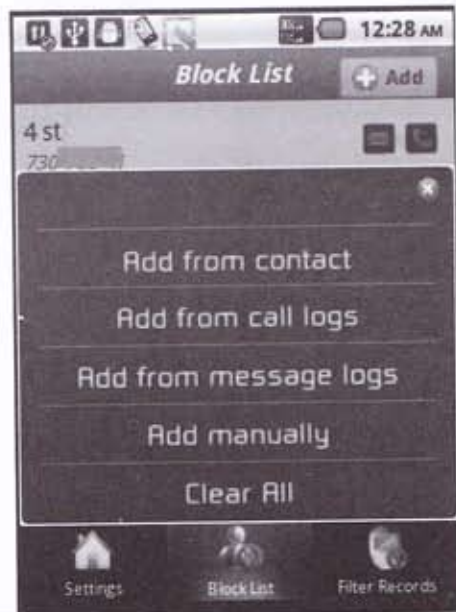 12:28 AM
Block List
Add
4 st
730
Add from contact
Add from call logs
Add from message logs
Add manually
Clear All
Settings
Block List
Filter Records